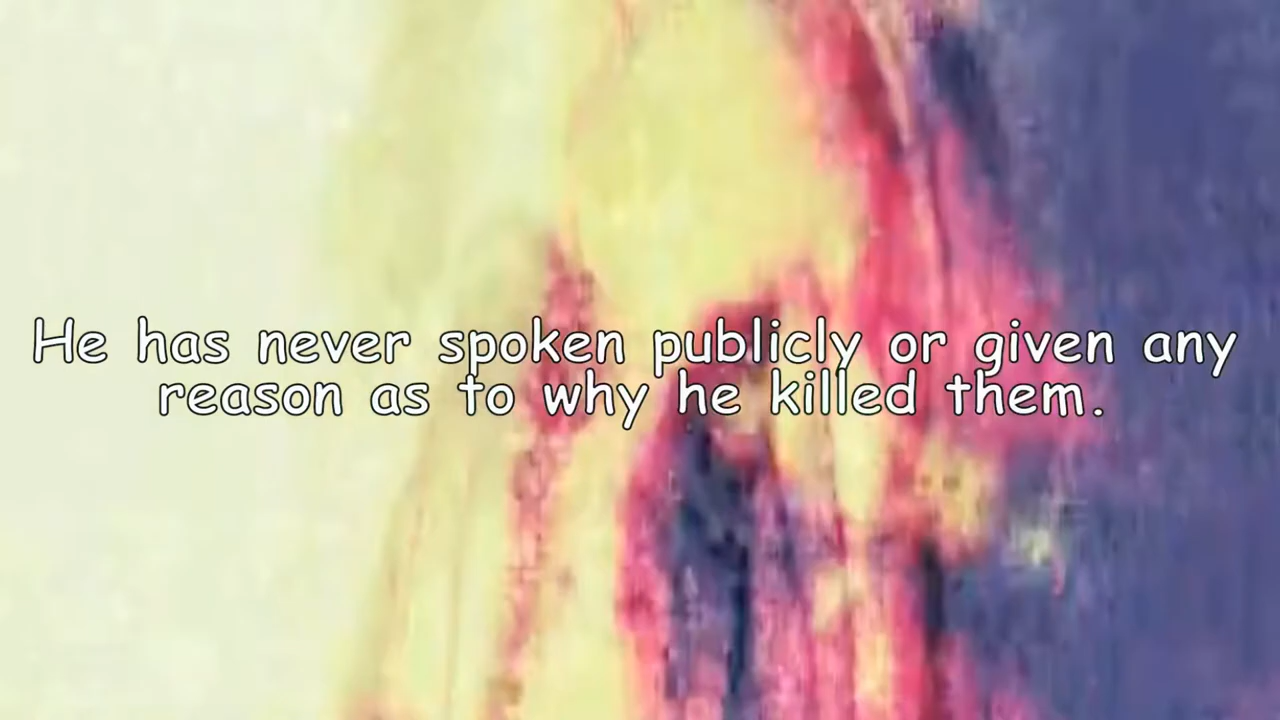 He has never spoken publicly or given any
reason as to why he killed them.